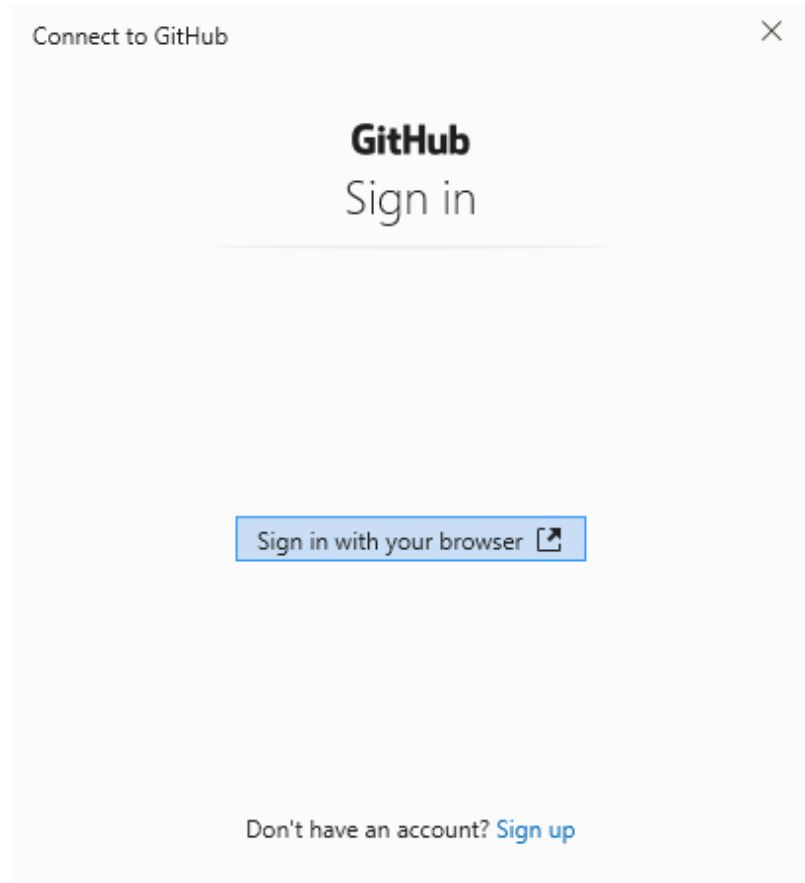 Connect to GitHub
GitHub
Sign in
Sign in with your browser
Don't have an account? Sign up